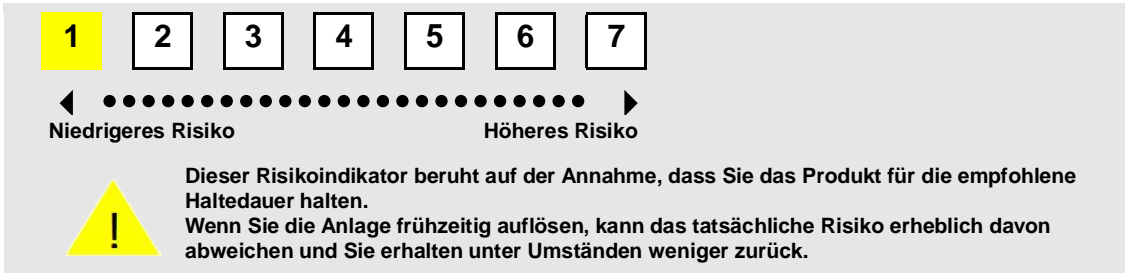 1 2 3 4 5 6 7
Niedrigeres Risiko Höheres Risiko
Dieser Risikoindikator beruht auf der Annahme, dass Sie das Produkt für die empfohlene
Haltedauer halten.
Wenn Sie die Anlage frühzeitig auflösen, kann das tatsächliche Risiko erheblich davon
abweichen und Sie erhalten unter Umständen weniger zurück.
!